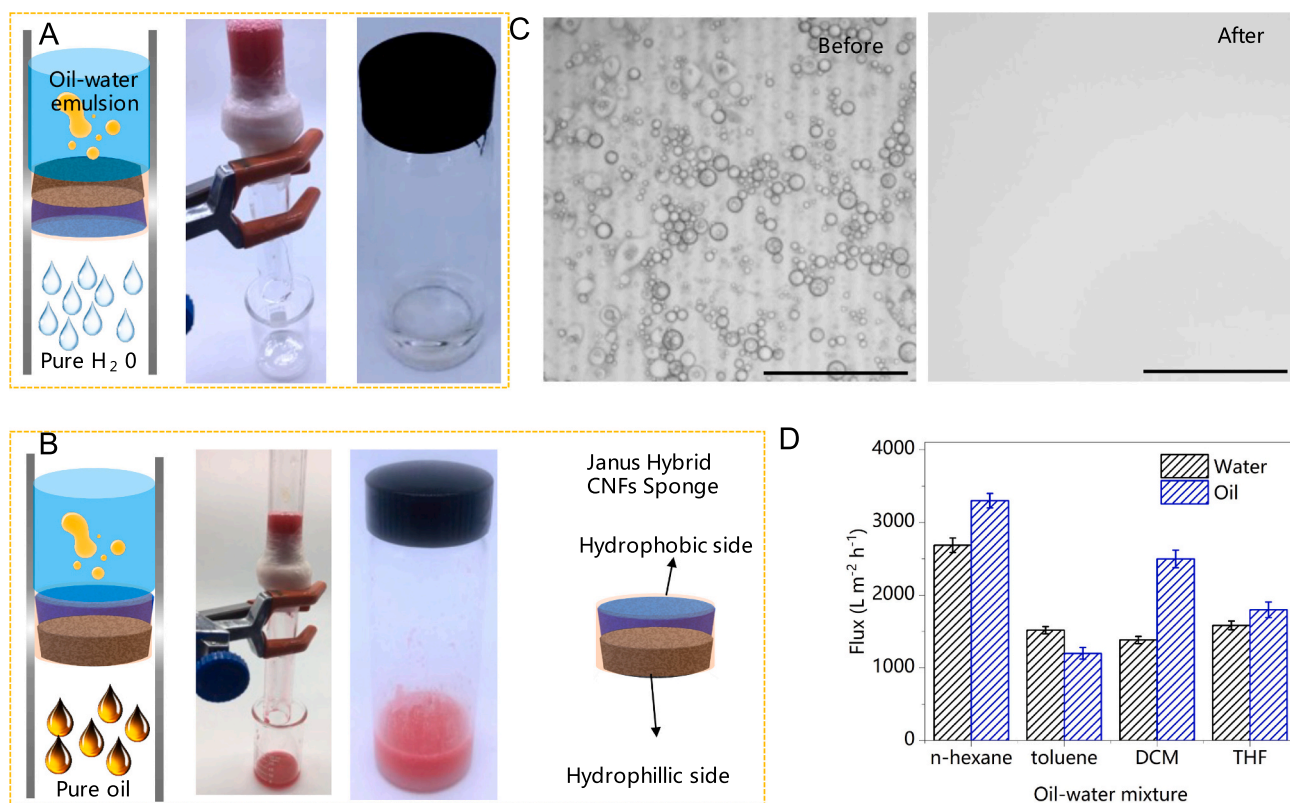 A
Oil-water
emulsion
Pure H₂ 0
C
Before
After
B
Pure oil
Janus Hybrid
CNFs Sponge
Hydrophobic side
Hydrophillic side
D
4000
3000
2000
1000
0
Flux (L m⁻² h⁻¹)
Water
Oil
n-hexane toluene DCM THF
Oil-water mixture